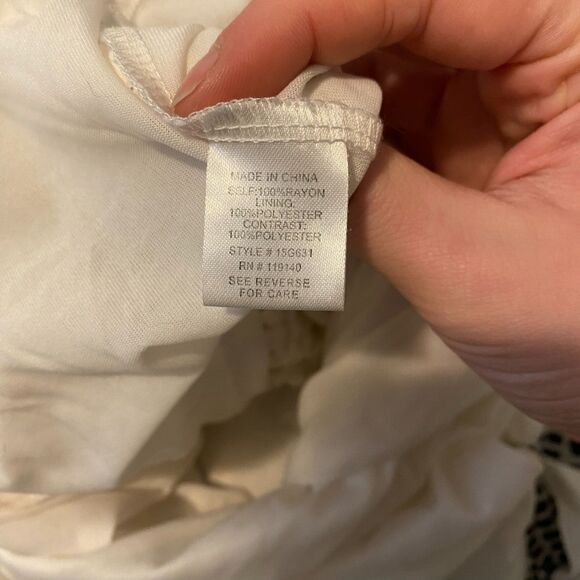 MADE IN CHINA
SELF:100%RAYON
LINING:
100%POLYESTER
CONTRAST:
100%POLYESTER
STYLE # 15G631
RN # 119140
SEE REVERSE
FOR CARE